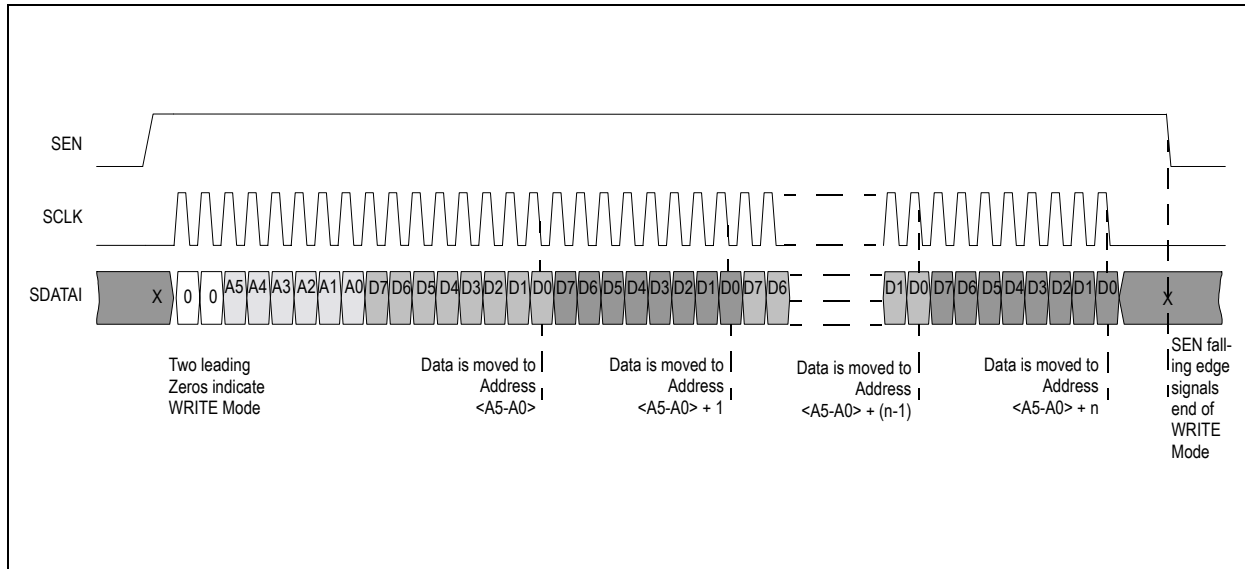 SEN
SCLK
SDATAI
X 0 0 A5 A4 A3 A2 A1 A0 D7 D6 D5 D4 D3 D2 D1 D0 D7 D6 D5 D4 D3 D2 D1 D0 D7 D6 D1 D0 D7 D6 D5 D4 D3 D2 D1 D0 X
Two leading
Zeros indicate
WRITE Mode
Data is moved to
Address
<A5-A0>
Data is moved to
Address
<A5-A0> + 1
Data is moved to
Address
<A5-A0> + (n-1)
Data is moved to
Address
<A5-A0> + n
SEN fall-
ing edge
signals
end of
WRITE
Mode